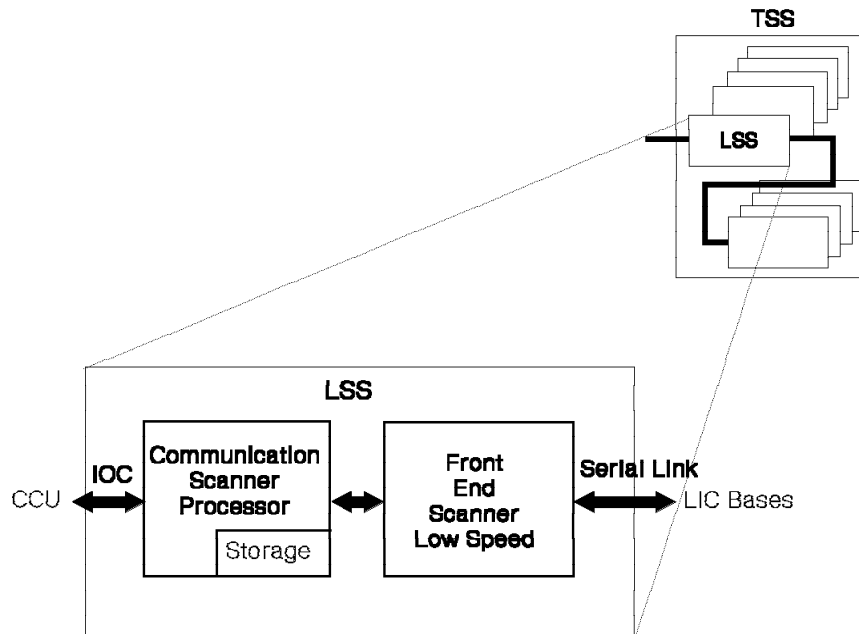 TSS
LSS
LSS
CCU
IOC
Communication
Scanner
Processor
Storage
Front
End
Scanner
Low Speed
Serial Link
LIC Bases